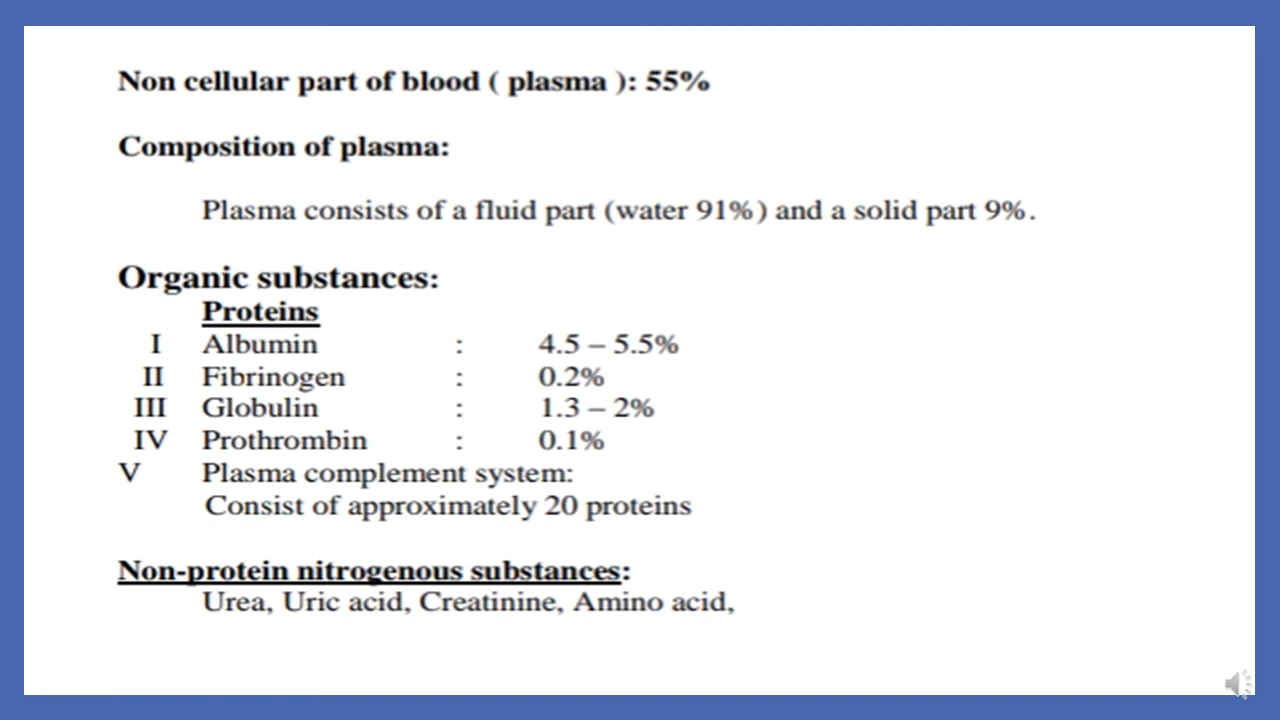 Non cellular part of blood ( plasma ): 55%
Composition of plasma:
Plasma consists of a fluid part (water 91%) and a solid part 9%.
Organic substances:
Proteins
I Albumin : 4.5 – 5.5%
II Fibrinogen : 0.2%
III Globulin : 1.3 – 2%
IV Prothrombin : 0.1%
V Plasma complement system:
Consist of approximately 20 proteins
Non-protein nitrogenous substances:
Urea, Uric acid, Creatinine, Amino acid,